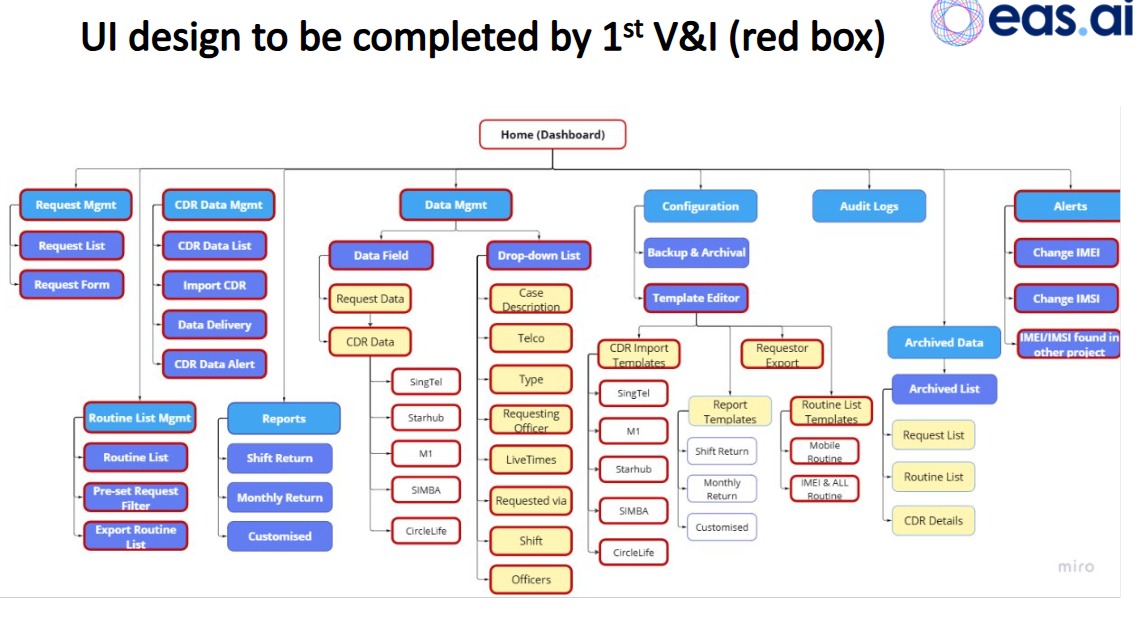 UI design to be completed by 1st V&I (red box)
eas.ai
Home (Dashboard)
Request Mgmt
Request List
Request Form
CDR Data Mgmt
CDR Data List
Import CDR
Data Delivery
CDR Data Alert
Routine List Mgmt
Routine List
Pre-set Request
Filter
Export Routine
List
Reports
Shift Return
Monthly Return
Customised
Data Mgmt
Data Field
Request Data
CDR Data
SingTel
Starhub
M1
SIMBA
CircleLife
Drop-down List
Case
Description
Telco
Type
Requesting
Officer
LiveTimes
Requested via
Shift
Officers
Configuration
Backup & Archival
Template Editor
CDR Import
Templates
SingTel
M1
Starhub
SIMBA
CircleLife
Report
Templates
Shift Return
Monthly
Return
Customised
Requestor
Export
Routine List
Templates
Mobile
Routine
IMEI & ALL
Routine
Audit Logs
Archived Data
Archived List
Request List
Routine List
CDR Details
Alerts
Change IMEI
Change IMSI
IMEI/IMSI found in
other project
miro